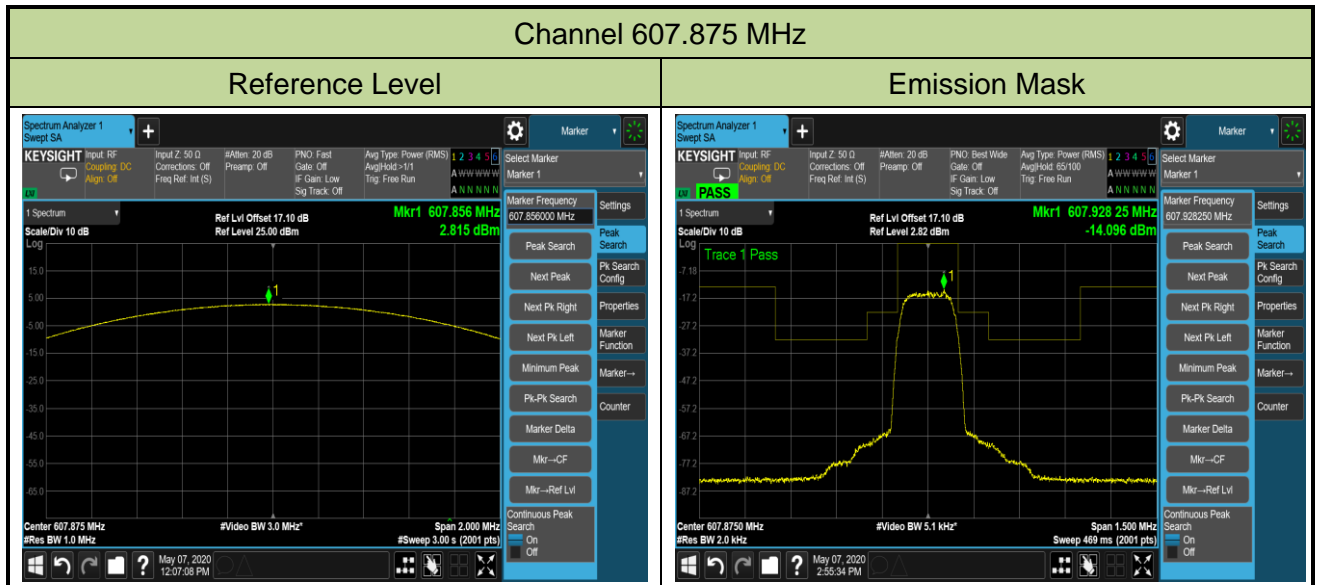 Channel 607.875 MHz
Reference Level
Emission Mask
Spectrum Analyzer 1
Swept SA
+
Marker
KEYSIGHT
Input: RF
Coupling: DC
Align: Off
Input Z: 50 Ω
Corrections: Off
Freq Ref: Int (S)
#Atten: 20 dB
Preamp: Off
PNO: Fast
Gate: Off
IF Gain: Low
Sig Track: Off
Avg Type: Power (RMS)
Avg|Hold:>1/1
Trig: Free Run
1 2 3 4 5 6
A W W W W W
A N N N N N
LV
Select Marker
Marker 1
1 Spectrum
Scale/Div 10 dB
Log
Ref Lvl Offset 17.10 dB
Ref Level 25.00 dBm
Mkr1 607.856 MHz
2.815 dBm
15.0
5.00
-5.00
-15.0
-25.0
-35.0
-45.0
-55.0
-65.0
1
Center 607.875 MHz
#Res BW 1.0 MHz
#Video BW 3.0 MHz*
Span 2.000 MHz
#Sweep 3.00 s (2001 pts)
Marker Frequency
607.856000 MHz
Peak Search
Next Peak
Next Pk Right
Next Pk Left
Minimum Peak
Pk-Pk Search
Marker Delta
Mkr→CF
Mkr→Ref Lvl
Continuous Peak
Search
On
Off
Settings
Peak
Search
Pk Search
Config
Properties
Marker
Function
Marker→
Counter
?
May 07, 2020
12:07:08 PM
Spectrum Analyzer 1
Swept SA
+
Marker
KEYSIGHT
Input: RF
Coupling: DC
Align: Off
Input Z: 50 Ω
Corrections: Off
Freq Ref: Int (S)
#Atten: 20 dB
Preamp: Off
PNO: Best Wide
Gate: Off
IF Gain: Low
Sig Track: Off
Avg Type: Power (RMS)
Avg|Hold: 65/100
Trig: Free Run
1 2 3 4 5 6
A W W W W W
A N N N N N
LV
PASS
Select Marker
Marker 1
1 Spectrum
Scale/Div 10 dB
Log
Ref Lvl Offset 17.10 dB
Ref Level 2.82 dBm
Mkr1 607.928 25 MHz
-14.096 dBm
Trace 1 Pass
-7.18
-17.2
-27.2
-37.2
-47.2
-57.2
-67.2
-77.2
-87.2
1
Center 607.8750 MHz
#Res BW 2.0 kHz
#Video BW 5.1 kHz*
Span 1.500 MHz
Sweep 469 ms (2001 pts)
Marker Frequency
607.928250 MHz
Peak Search
Next Peak
Next Pk Right
Next Pk Left
Minimum Peak
Pk-Pk Search
Marker Delta
Mkr→CF
Mkr→Ref Lvl
Continuous Peak
Search
On
Off
Settings
Peak
Search
Pk Search
Config
Properties
Marker
Function
Marker→
Counter
?
May 07, 2020
2:55:34 PM